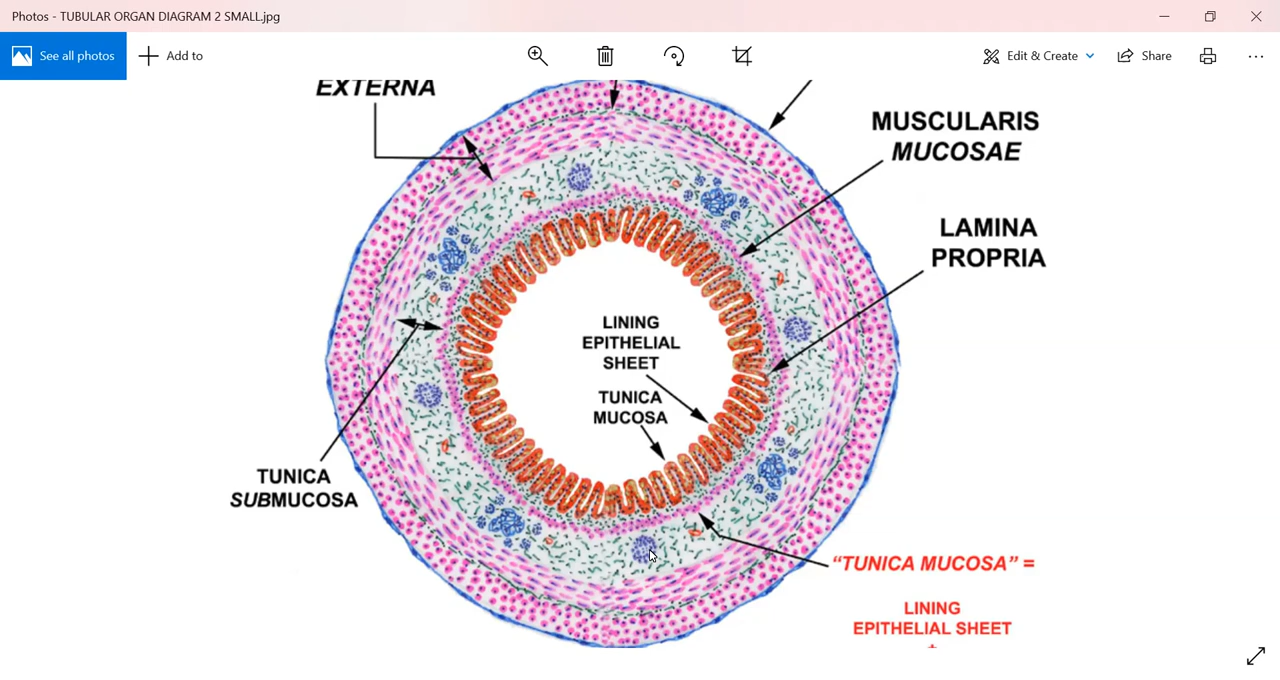 Photos - TUBULAR ORGAN DIAGRAM 2 SMALL.jpg
See all photos
Add to
Edit & Create
Share
EXTERNA
MUSCULARIS
MUCOSAE
LAMINA
PROPRIA
LINING
EPITHELIAL
SHEET
TUNICA
MUCOSA
TUNICA
SUBMUCOSA
“TUNICA MUCOSA” =
LINING
EPITHELIAL SHEET